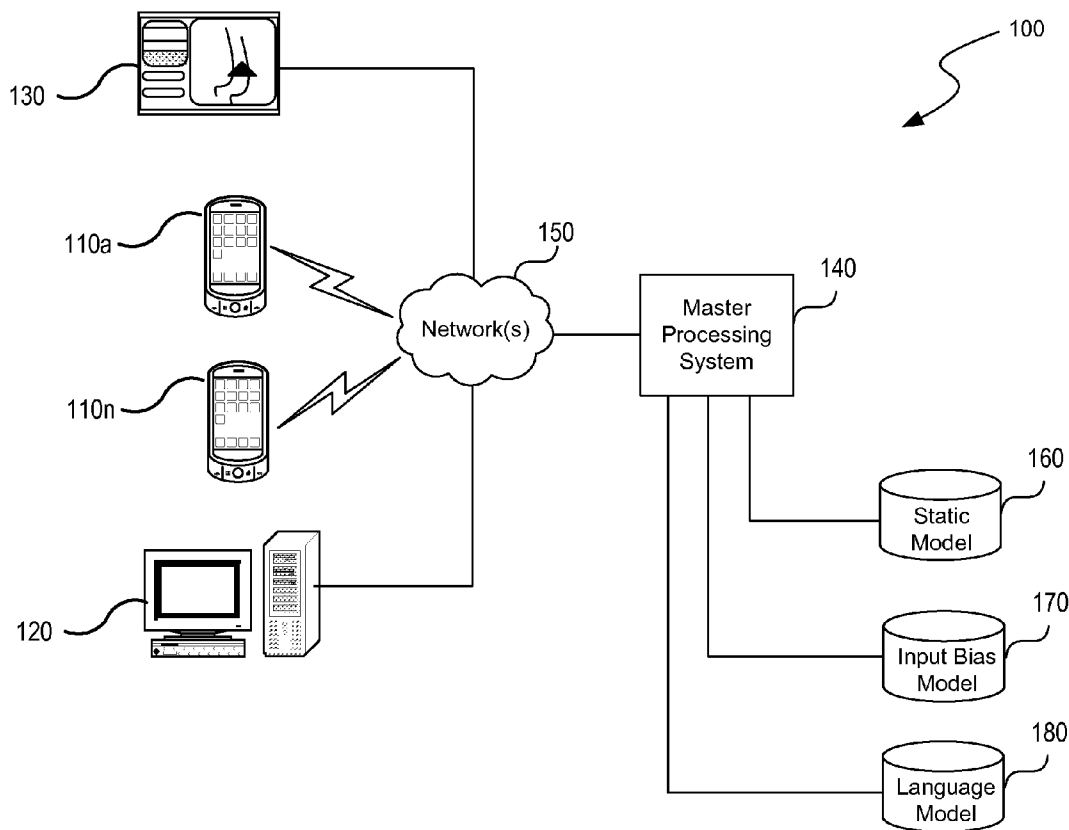 100
130
110a
150
140
Network(s)
Master
Processing
System
110n
160
Static
Model
120
170
Input Bias
Model
180
Language
Model